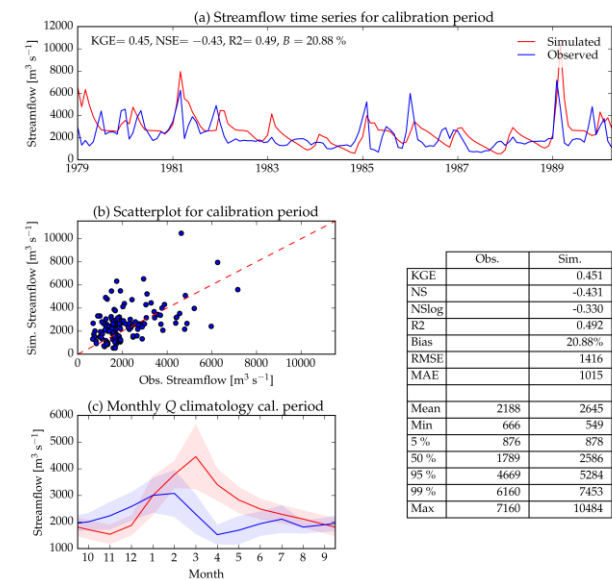 (a) Streamflow time series for calibration period
KGE= 0.45, NSE= −0.43, R2= 0.49, B = 20.88 %
Simulated
Observed
Streamflow [m³ s⁻¹]
12000
10000
8000
6000
4000
2000
0
1979 1981 1983 1985 1987 1989
(b) Scatterplot for calibration period
Sim. Streamflow [m³ s⁻¹]
10000
8000
6000
4000
2000
0
0 2000 4000 6000 8000 10000
Obs. Streamflow [m³ s⁻¹]
(c) Monthly Q climatology cal. period
Streamflow [m³ s⁻¹]
6000
5000
4000
3000
2000
1000
10 11 12 1 2 3 4 5 6 7 8 9
Month
Obs. Sim.
KGE 0.451
NS -0.431
NSlog -0.330
R2 0.492
Bias 20.88%
RMSE 1416
MAE 1015
Mean 2188 2645
Min 666 549
5 % 876 878
50 % 1789 2586
95 % 4669 5284
99 % 6160 7453
Max 7160 10484